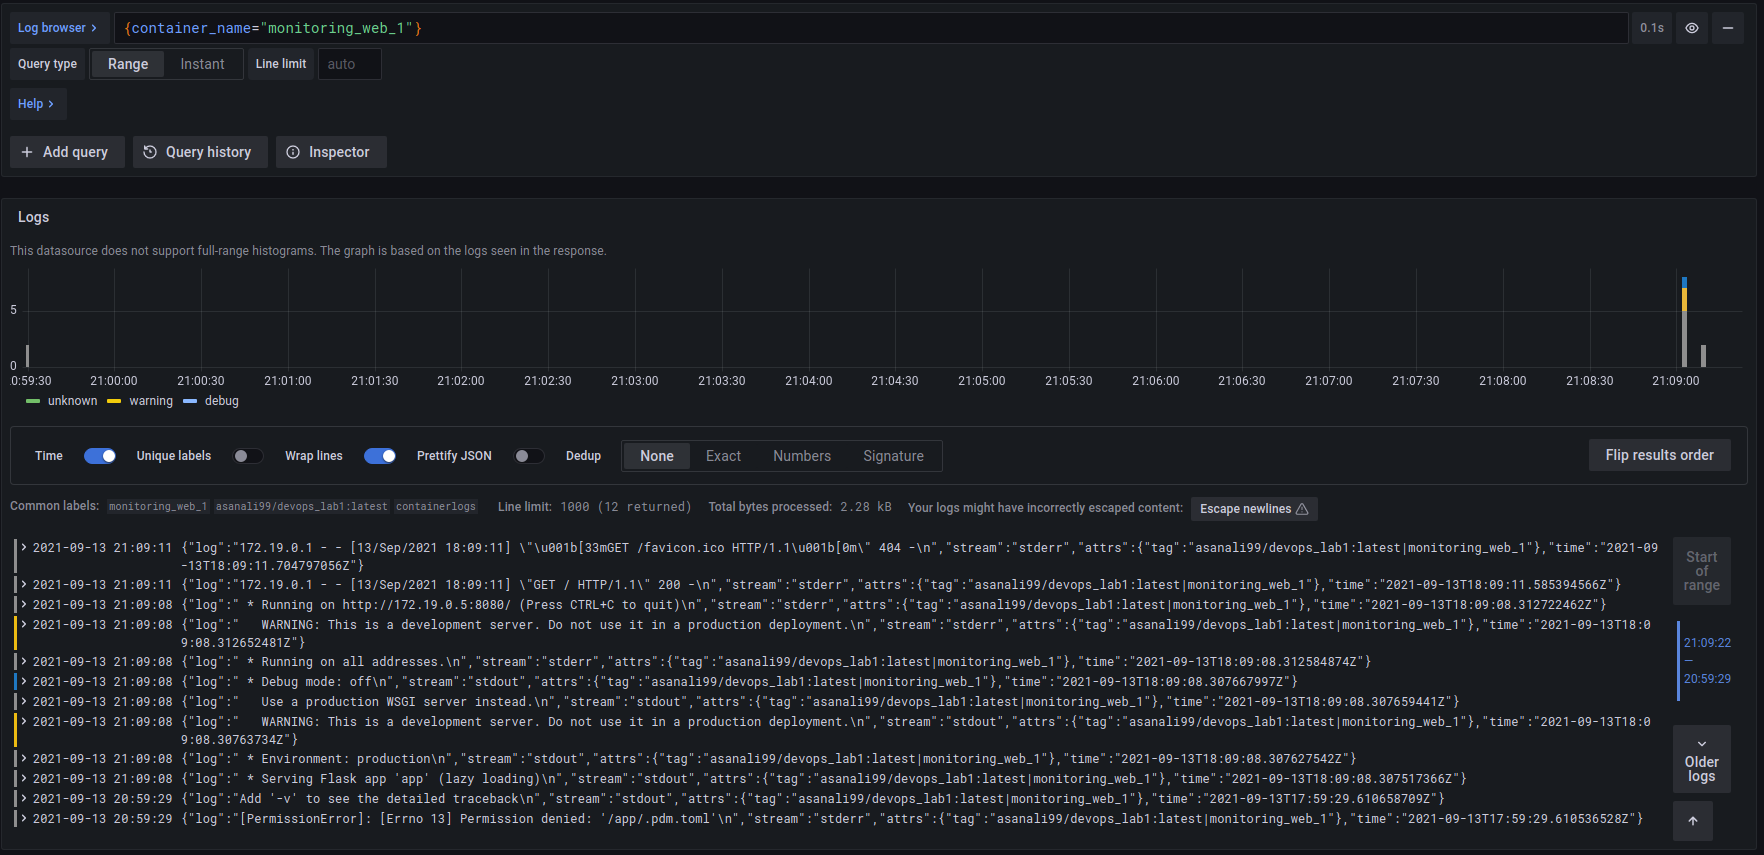 Log browser >
{container_name="monitoring_web_1"}
0.1s
Query type
Range
Instant
Line limit
auto
Help >
+ Add query
Query history
Inspector
Logs
This datasource does not support full-range histograms. The graph is based on the logs seen in the response.
5
0
0:59:30 21:00:00 21:00:30 21:01:00 21:01:30 21:02:00 21:02:30 21:03:00 21:03:30 21:04:00 21:04:30 21:05:00 21:05:30 21:06:00 21:06:30 21:07:00 21:07:30 21:08:00 21:08:30 21:09:00
unknown warning debug
Time Unique labels Wrap lines Prettify JSON Dedup None Exact Numbers Signature Flip results order
Common labels: monitoring_web_1 asanali99/devops_lab1:latest containerlogs Line limit: 1000 (12 returned) Total bytes processed: 2.28 kB Your logs might have incorrectly escaped content: Escape newlines
> 2021-09-13 21:09:11 {"log":"172.19.0.1 - - [13/Sep/2021 18:09:11] \"\u001b[33mGET /favicon.ico HTTP/1.1\u001b[0m\" 404 -\n","stream":"stderr","attrs":{"tag":"asanali99/devops_lab1:latest|monitoring_web_1"},"time":"2021-09
-13T18:09:11.704797056Z"}
> 2021-09-13 21:09:11 {"log":"172.19.0.1 - - [13/Sep/2021 18:09:11] \"GET / HTTP/1.1\" 200 -\n","stream":"stderr","attrs":{"tag":"asanali99/devops_lab1:latest|monitoring_web_1"},"time":"2021-09-13T18:09:11.585394566Z"}
> 2021-09-13 21:09:08 {"log":" * Running on http://172.19.0.5:8080/ (Press CTRL+C to quit)\n","stream":"stderr","attrs":{"tag":"asanali99/devops_lab1:latest|monitoring_web_1"},"time":"2021-09-13T18:09:08.312722462Z"}
> 2021-09-13 21:09:08 {"log":"   WARNING: This is a development server. Do not use it in a production deployment.\n","stream":"stderr","attrs":{"tag":"asanali99/devops_lab1:latest|monitoring_web_1"},"time":"2021-09-13T18:0
9:08.312652481Z"}
> 2021-09-13 21:09:08 {"log":" * Running on all addresses.\n","stream":"stderr","attrs":{"tag":"asanali99/devops_lab1:latest|monitoring_web_1"},"time":"2021-09-13T18:09:08.312584874Z"}
> 2021-09-13 21:09:08 {"log":" * Debug mode: off\n","stream":"stdout","attrs":{"tag":"asanali99/devops_lab1:latest|monitoring_web_1"},"time":"2021-09-13T18:09:08.307667997Z"}
> 2021-09-13 21:09:08 {"log":"   Use a production WSGI server instead.\n","stream":"stdout","attrs":{"tag":"asanali99/devops_lab1:latest|monitoring_web_1"},"time":"2021-09-13T18:09:08.307659441Z"}
> 2021-09-13 21:09:08 {"log":"   WARNING: This is a development server. Do not use it in a production deployment.\n","stream":"stdout","attrs":{"tag":"asanali99/devops_lab1:latest|monitoring_web_1"},"time":"2021-09-13T18:0
9:08.30763734Z"}
> 2021-09-13 21:09:08 {"log":" * Environment: production\n","stream":"stdout","attrs":{"tag":"asanali99/devops_lab1:latest|monitoring_web_1"},"time":"2021-09-13T18:09:08.307627542Z"}
> 2021-09-13 21:09:08 {"log":" * Serving Flask app 'app' (lazy loading)\n","stream":"stdout","attrs":{"tag":"asanali99/devops_lab1:latest|monitoring_web_1"},"time":"2021-09-13T18:09:08.307517366Z"}
> 2021-09-13 20:59:29 {"log":"Add '-v' to see the detailed traceback\n","stream":"stdout","attrs":{"tag":"asanali99/devops_lab1:latest|monitoring_web_1"},"time":"2021-09-13T17:59:29.610658709Z"}
> 2021-09-13 20:59:29 {"log":"[PermissionError]: [Errno 13] Permission denied: '/app/.pdm.toml'\n","stream":"stderr","attrs":{"tag":"asanali99/devops_lab1:latest|monitoring_web_1"},"time":"2021-09-13T17:59:29.610536528Z"}
Start
of
range
21:09:22
—
20:59:29
Older
logs